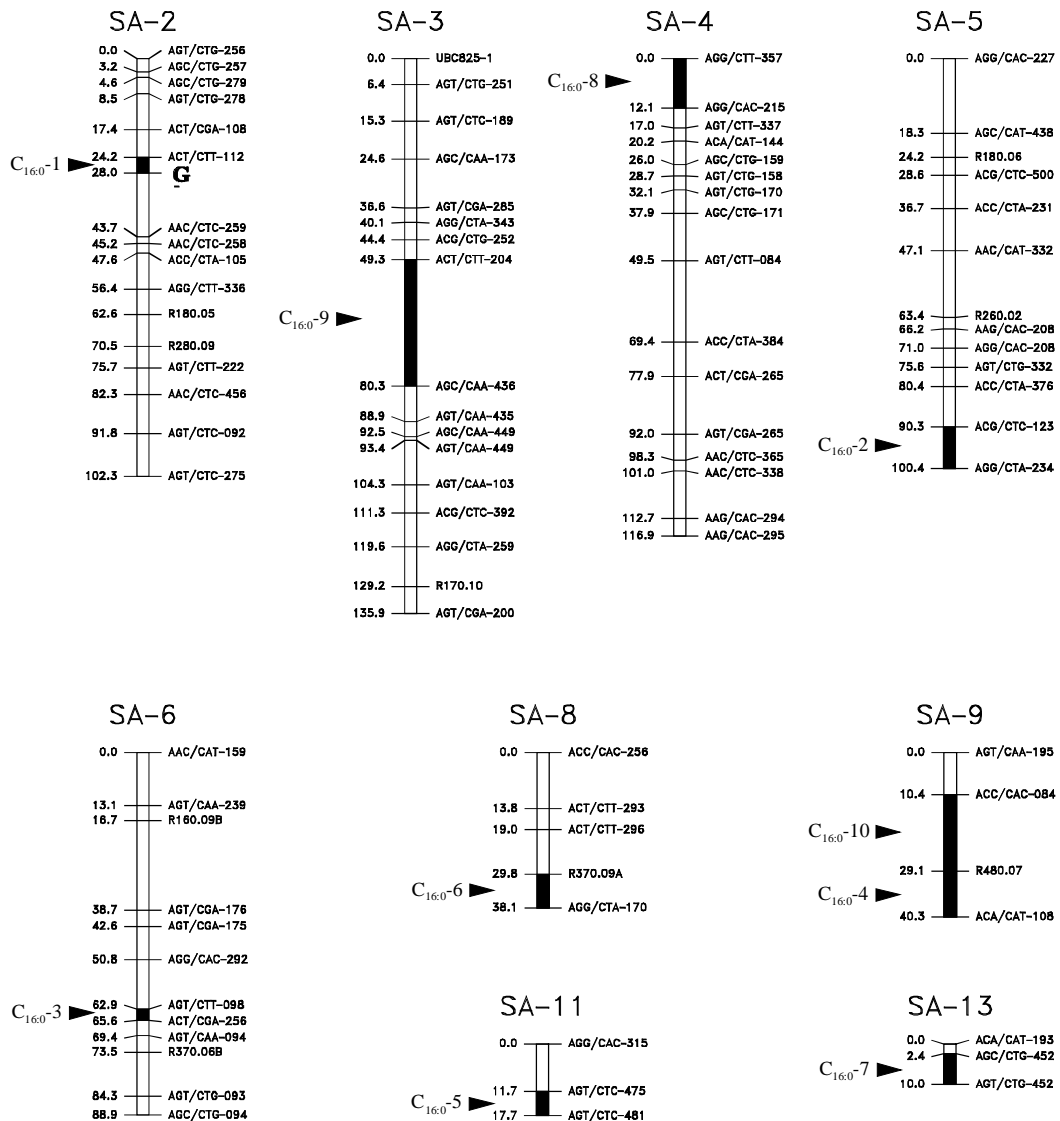 SA-2
0.0 AGT/CTG-256
3.2 AGC/CTG-257
4.6 AGC/CTG-279
8.5 AGT/CTG-278
17.4 ACT/CGA-108
24.2 ACT/CTT-112
C16:0-1
28.0 G
43.7 AAC/CTC-259
45.2 AAC/CTC-258
47.6 ACC/CTA-105
56.4 AGG/CTT-336
62.6 R180.05
70.5 R280.09
75.7 AGT/CTT-222
82.3 AAC/CTC-456
91.8 AGT/CTC-092
102.3 AGT/CTC-275
SA-3
0.0 UBC825-1
6.4 AGT/CTG-251
15.3 AGT/CTC-189
24.6 AGC/CAA-173
36.6 AGT/CGA-285
40.1 AGG/CTA-343
44.4 ACG/CTG-252
49.3 ACT/CTT-204
C16:0-9
80.3 AGC/CAA-436
88.9 AGT/CAA-435
92.5 AGC/CAA-449
93.4 AGT/CAA-449
104.3 AGT/CAA-103
111.3 ACG/CTC-392
119.6 AGG/CTA-259
129.2 R170.10
135.9 AGT/CGA-200
SA-4
0.0 AGG/CTT-357
C16:0-8
12.1 AGG/CAC-215
17.0 AGT/CTT-337
20.2 ACA/CAT-144
26.0 AGC/CTG-159
28.7 AGT/CTG-158
32.1 AGT/CTG-170
37.9 AGC/CTG-171
49.5 AGT/CTT-084
69.4 ACC/CTA-384
77.9 ACT/CGA-265
92.0 AGT/CGA-265
98.3 AAC/CTC-365
101.0 AAC/CTC-338
112.7 AAG/CAC-294
116.9 AAG/CAC-295
SA-5
0.0 AGG/CAC-227
18.3 AGC/CAT-438
24.2 R180.06
28.6 ACG/CTC-500
36.7 ACC/CTA-231
47.1 AAC/CAT-332
63.4 R260.02
66.2 AAG/CAC-208
71.0 AGG/CAC-208
75.6 AGT/CTG-332
80.4 ACC/CTA-376
90.3 ACG/CTC-123
C16:0-2
100.4 AGG/CTA-234
SA-6
0.0 AAC/CAT-159
13.1 AGT/CAA-239
16.7 R160.09B
38.7 AGT/CGA-176
42.6 AGT/CGA-175
50.8 AGG/CAC-292
62.9 AGT/CTT-098
C16:0-3
65.6 ACT/CGA-256
69.4 AGT/CAA-094
73.5 R370.06B
84.3 AGT/CTG-093
88.9 AGC/CTG-094
SA-8
0.0 ACC/CAC-256
13.8 ACT/CTT-293
19.0 ACT/CTT-296
29.8 R370.09A
C16:0-6
38.1 AGG/CTA-170
SA-9
0.0 AGT/CAA-195
10.4 ACC/CAC-084
C16:0-10
29.1 R480.07
C16:0-4
40.3 ACA/CAT-108
SA-11
0.0 AGG/CAC-315
11.7 AGT/CTC-475
C16:0-5
17.7 AGT/CTC-481
SA-13
0.0 ACA/CAT-193
2.4 AGC/CTG-452
C16:0-7
10.0 AGT/CTG-452